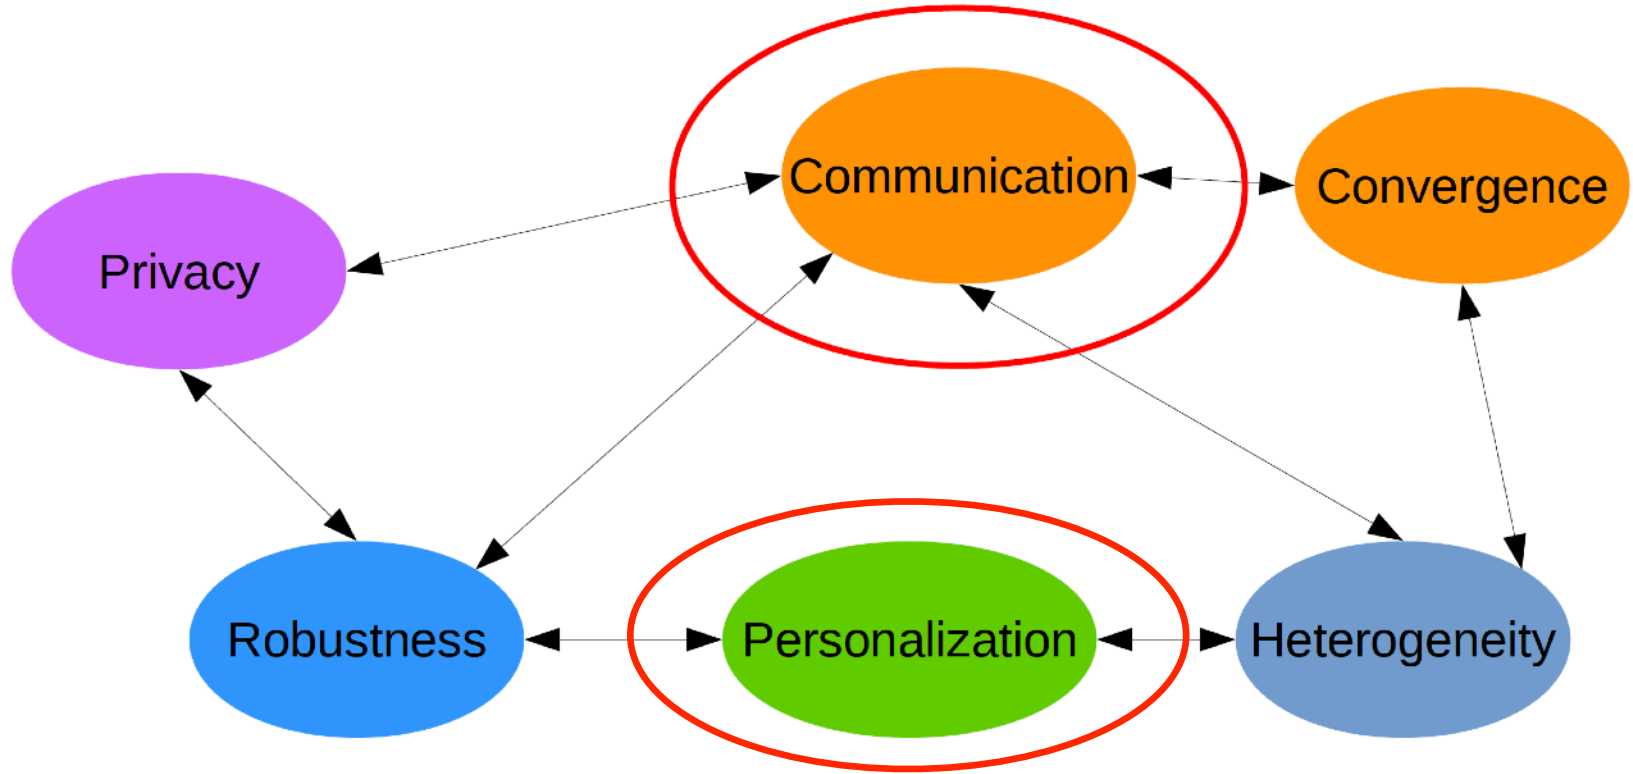 Communication
Convergence
Privacy
Robustness
Personalization
Heterogeneity